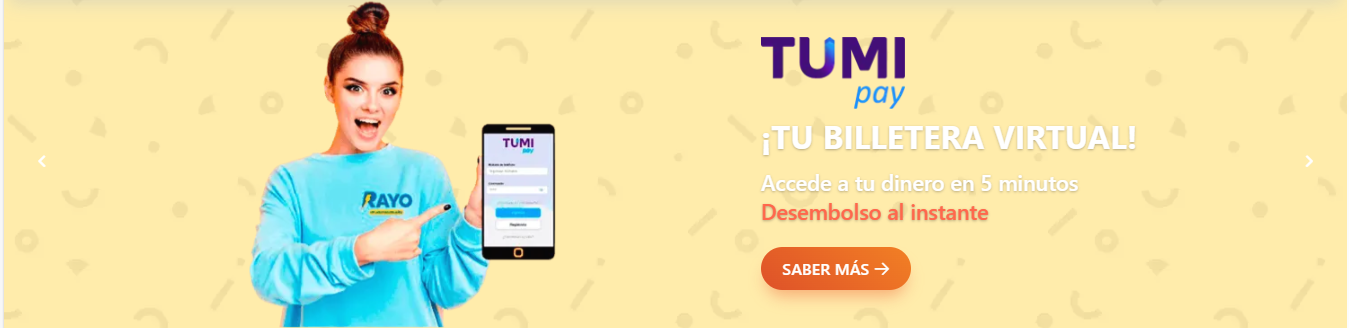 TUMI
pay
¡TU BILLETERA VIRTUAL!
Accede a tu dinero en 5 minutos
Desembolso al instante
SABER MÁS →
RAYO
TUMI
pay
Regístrate